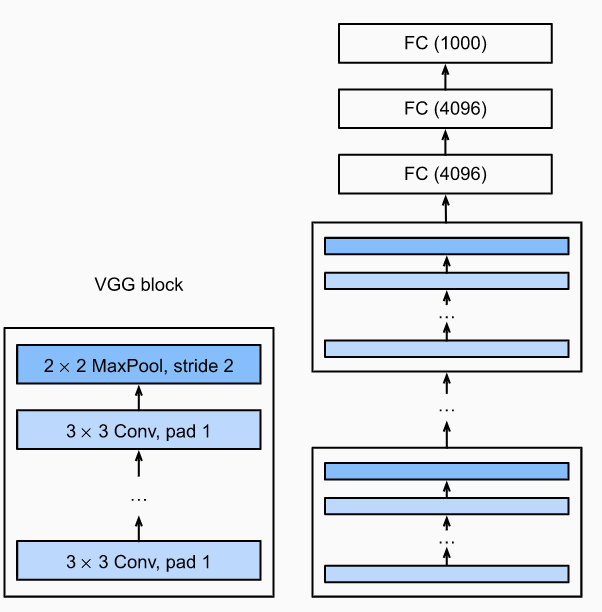 VGG block
2 × 2 MaxPool, stride 2
3 × 3 Conv, pad 1
...
3 × 3 Conv, pad 1
FC (1000)
FC (4096)
FC (4096)
...
...
...